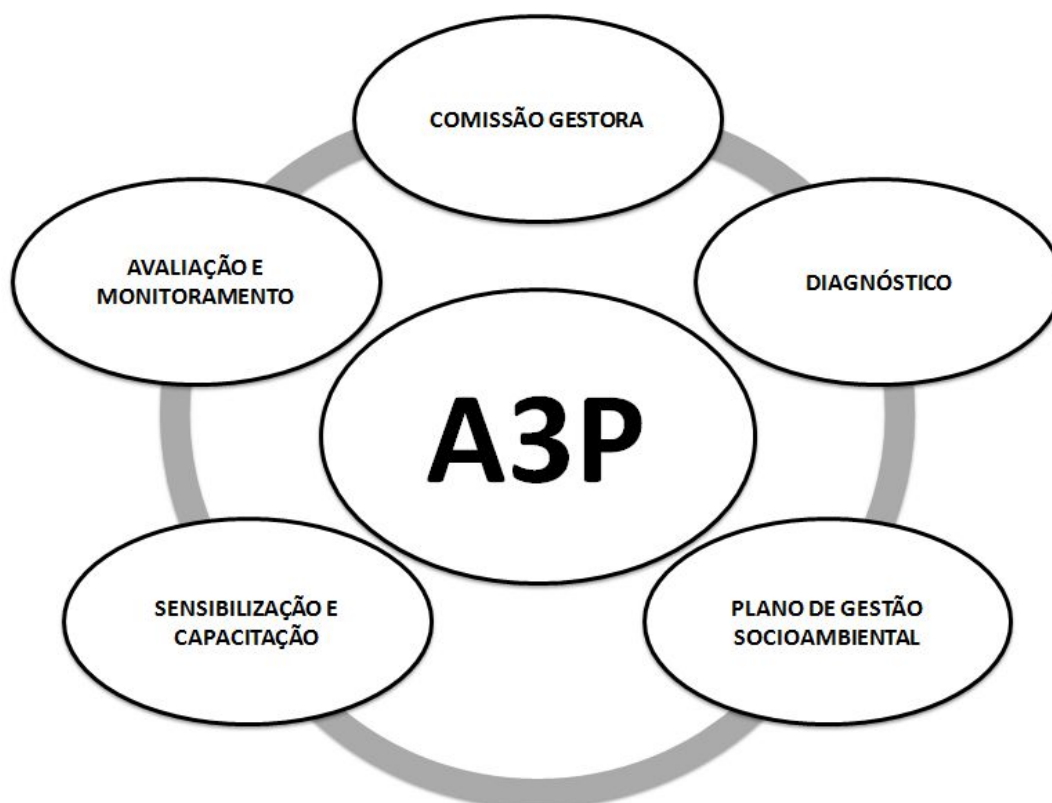 COMISSÃO GESTORA
DIAGNÓSTICO
PLANO DE GESTÃO
SOCIOAMBIENTAL
SENSIBILIZAÇÃO E
CAPACITAÇÃO
AVALIAÇÃO E
MONITORAMENTO
A3P